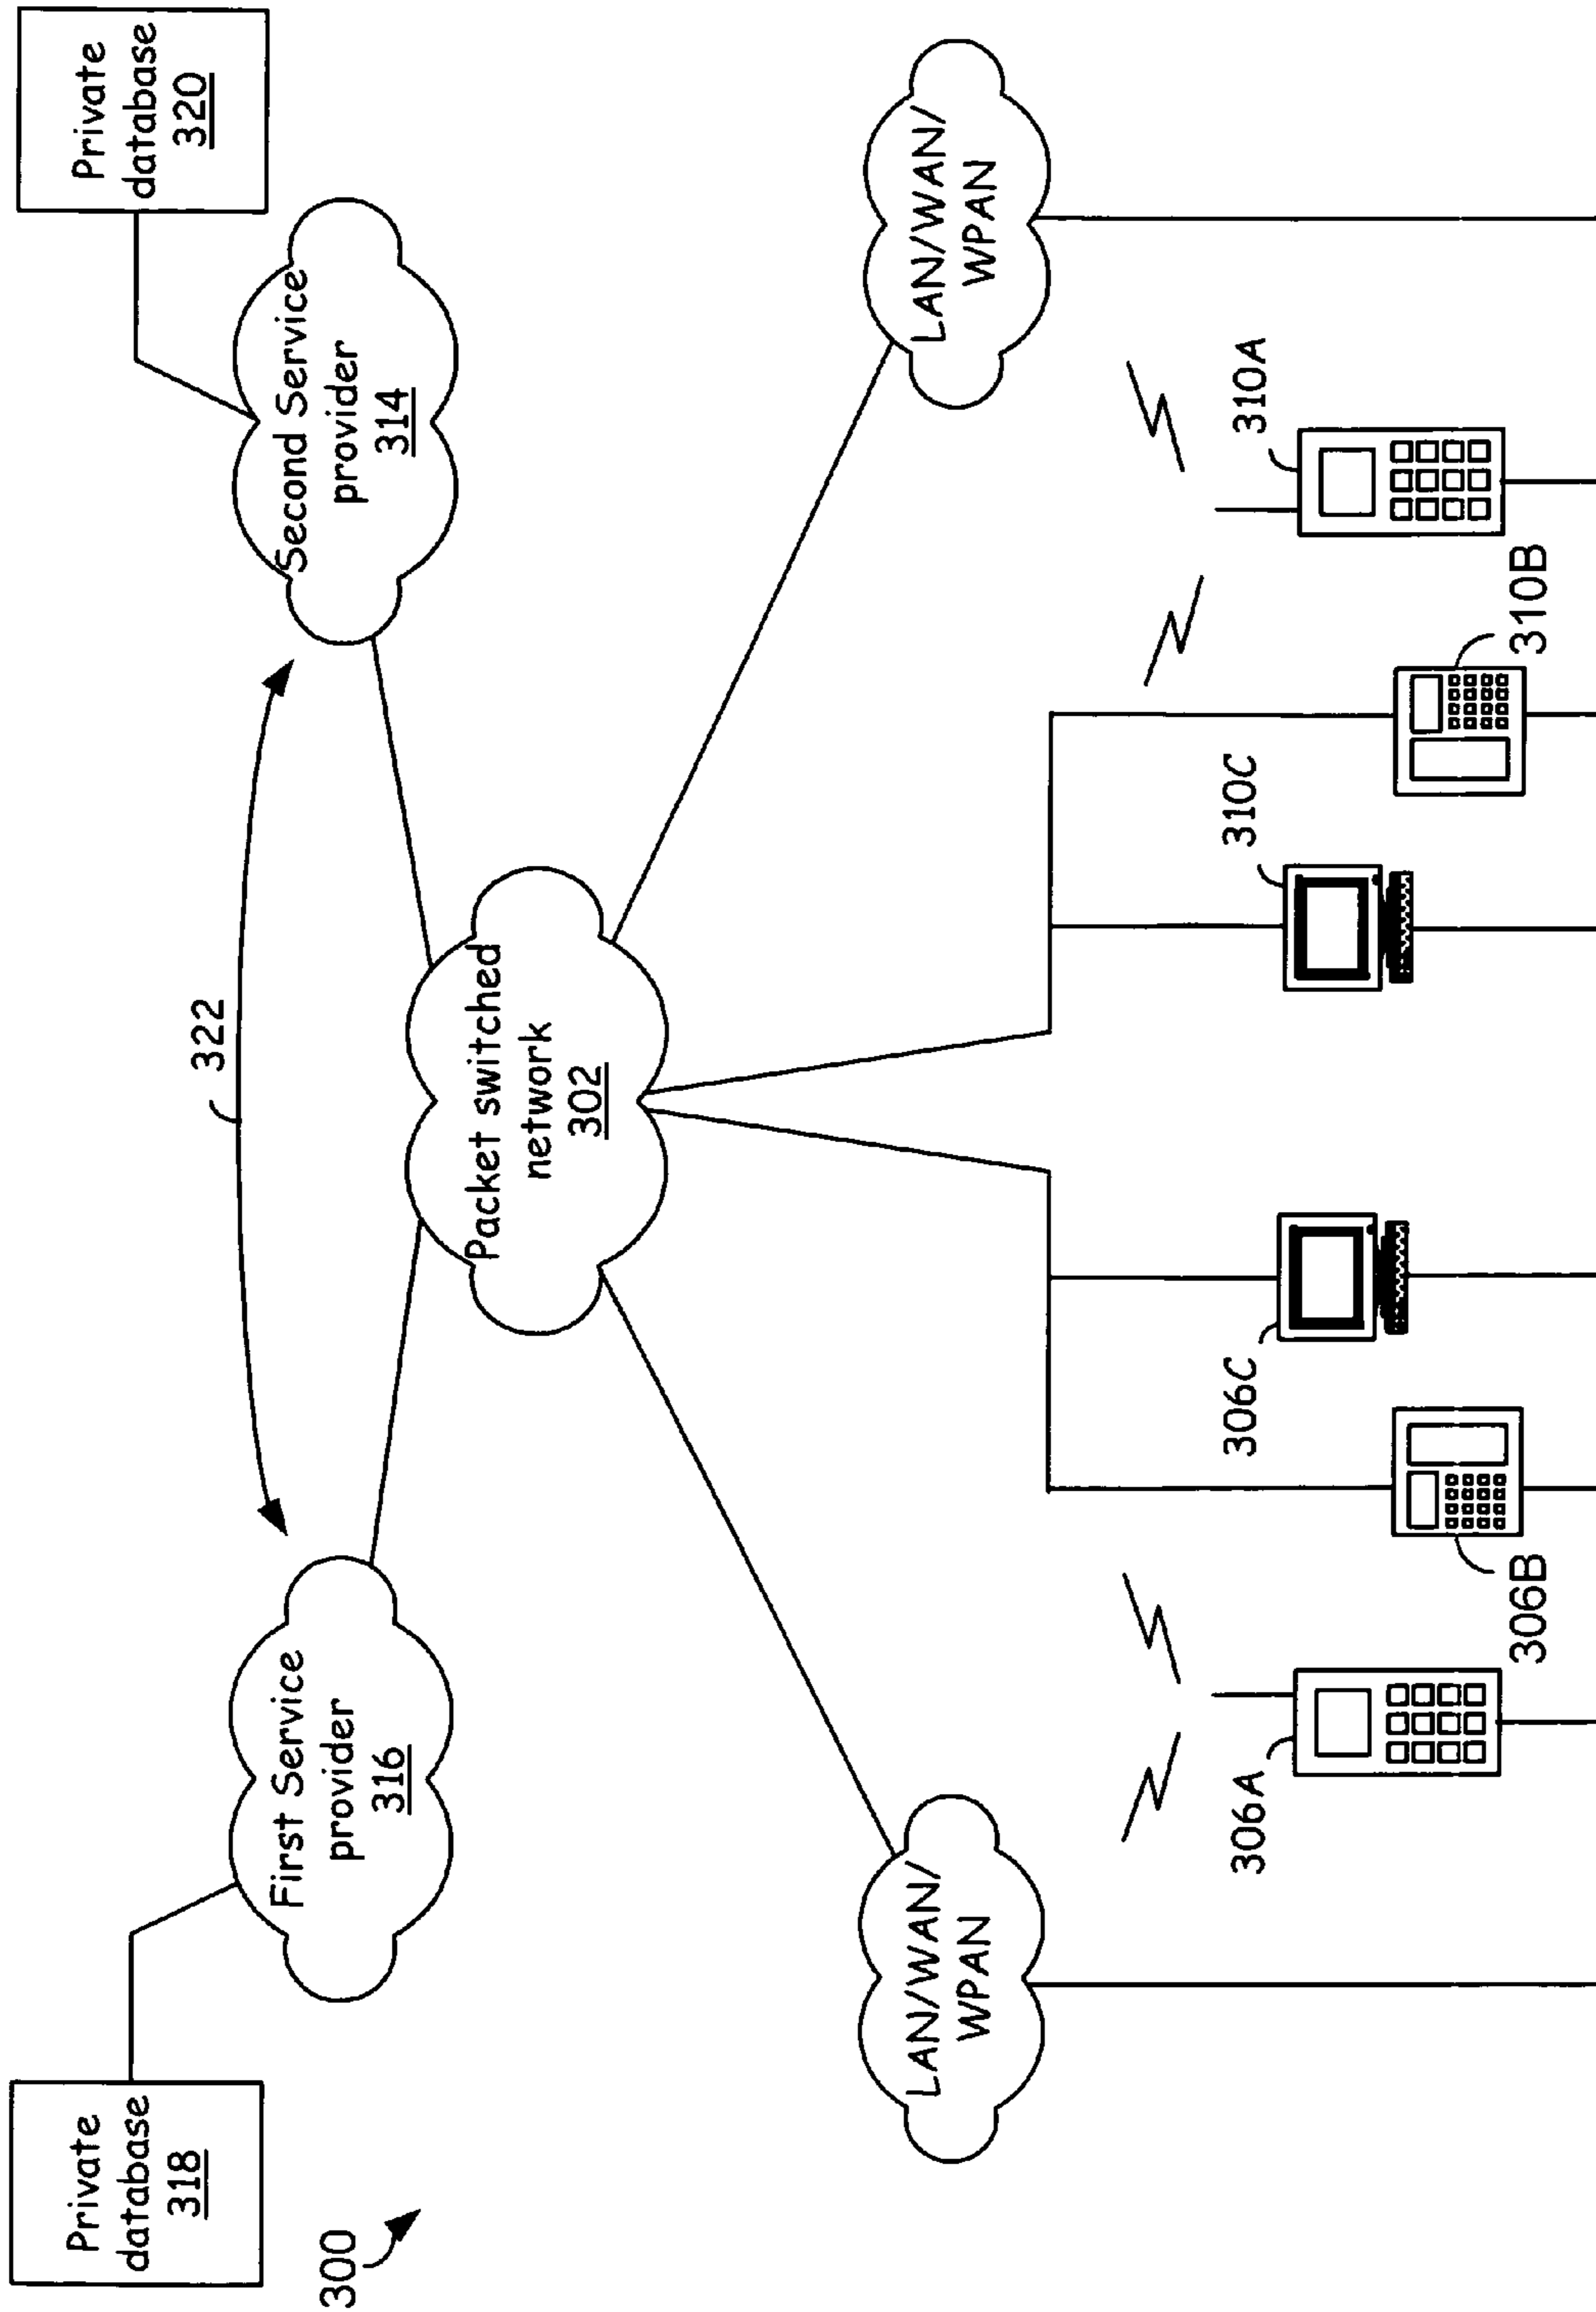 Private
database
318
Private
database
320
300
First Service
provider
316
322
Second Service
provider
314
Packet switched
network
302
LAN/WAN/
WPAN
LAN/WAN/
WPAN
306A
306B
306C
310C
310B
310A